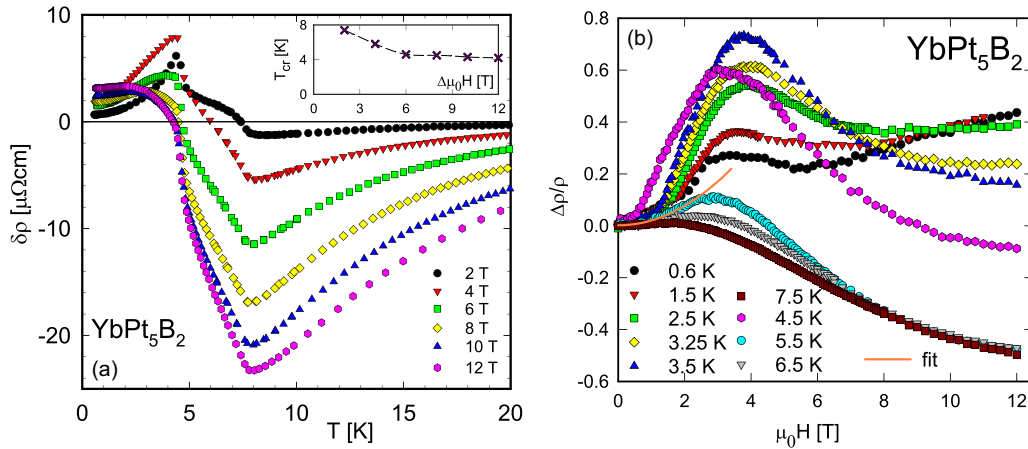 (a)
10
0
-10
-20
δρ [μΩcm]
T_cr [K]
8
4
0
0
3
6
9
12
Δμ₀H [T]
2 T
4 T
6 T
8 T
10 T
12 T
YbPt₅B₂
0
5
10
15
20
T [K]
(b)
YbPt₅B₂
0.8
0.6
0.4
0.2
0.0
-0.2
-0.4
-0.6
Δρ/ρ
0.6 K
1.5 K
2.5 K
3.25 K
3.5 K
7.5 K
4.5 K
5.5 K
6.5 K
fit
0
2
4
6
8
10
12
μ₀H [T]